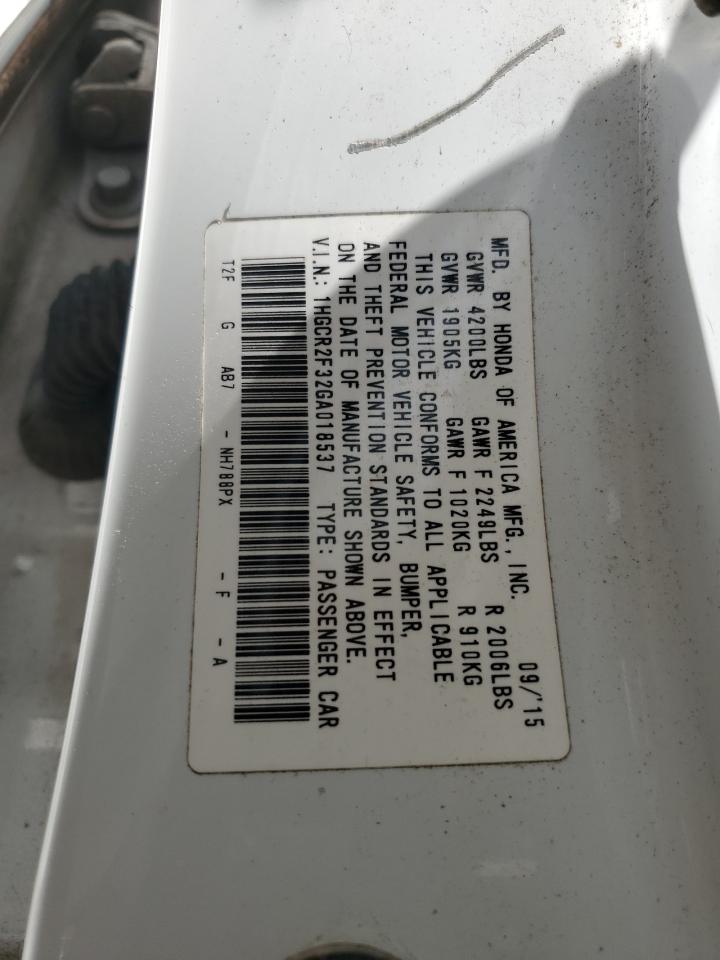 MFD. BY HONDA OF AMERICA MFG., INC. 09/'15
GVWR 4200LBS GAWR F 2249LBS R 2006LBS
GVWR 1905KG GAWR F 1020KG R 910KG
THIS VEHICLE CONFORMS TO ALL APPLICABLE
FEDERAL MOTOR VEHICLE SAFETY, BUMPER,
AND THEFT PREVENTION STANDARDS IN EFFECT
ON THE DATE OF MANUFACTURE SHOWN ABOVE.
V.I.N.: 1HGCR2F32GA018537 TYPE: PASSENGER CAR
T2F G AB7 - NH788PX - F - A